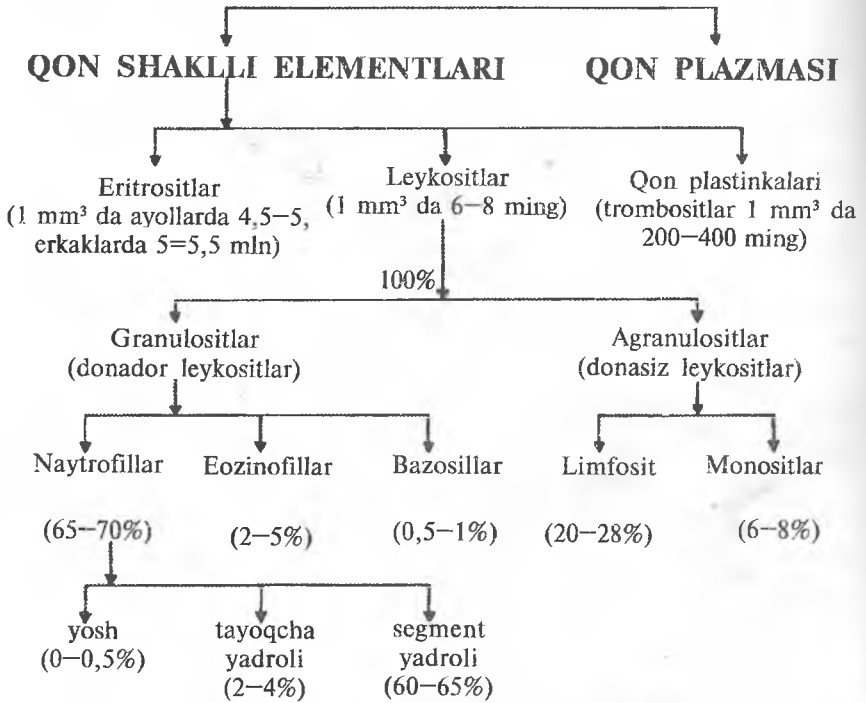 QON SHAKLLI ELEMENTLARI
QON PLAZMASI
Eritrositlar
(1 mm³ da ayollarda 4,5–5,
erkaklarda 5=5,5 mln)
Leykositlar
(1 mm³ da 6–8 ming)
Qon plastinkalari
(trombositlar 1 mm³ da
200–400 ming)
100%
Granulositlar
(donador leykositlar)
Agranulositlar
(donasiz leykositlar)
Naytrofillar
(65–70%)
Eozinofillar
(2–5%)
Bazosillar
(0,5–1%)
Limfosit
(20–28%)
Monositlar
(6–8%)
yosh
(0–0,5%)
tayoqcha
yadroli
(2–4%)
segment
yadroli
(60–65%)